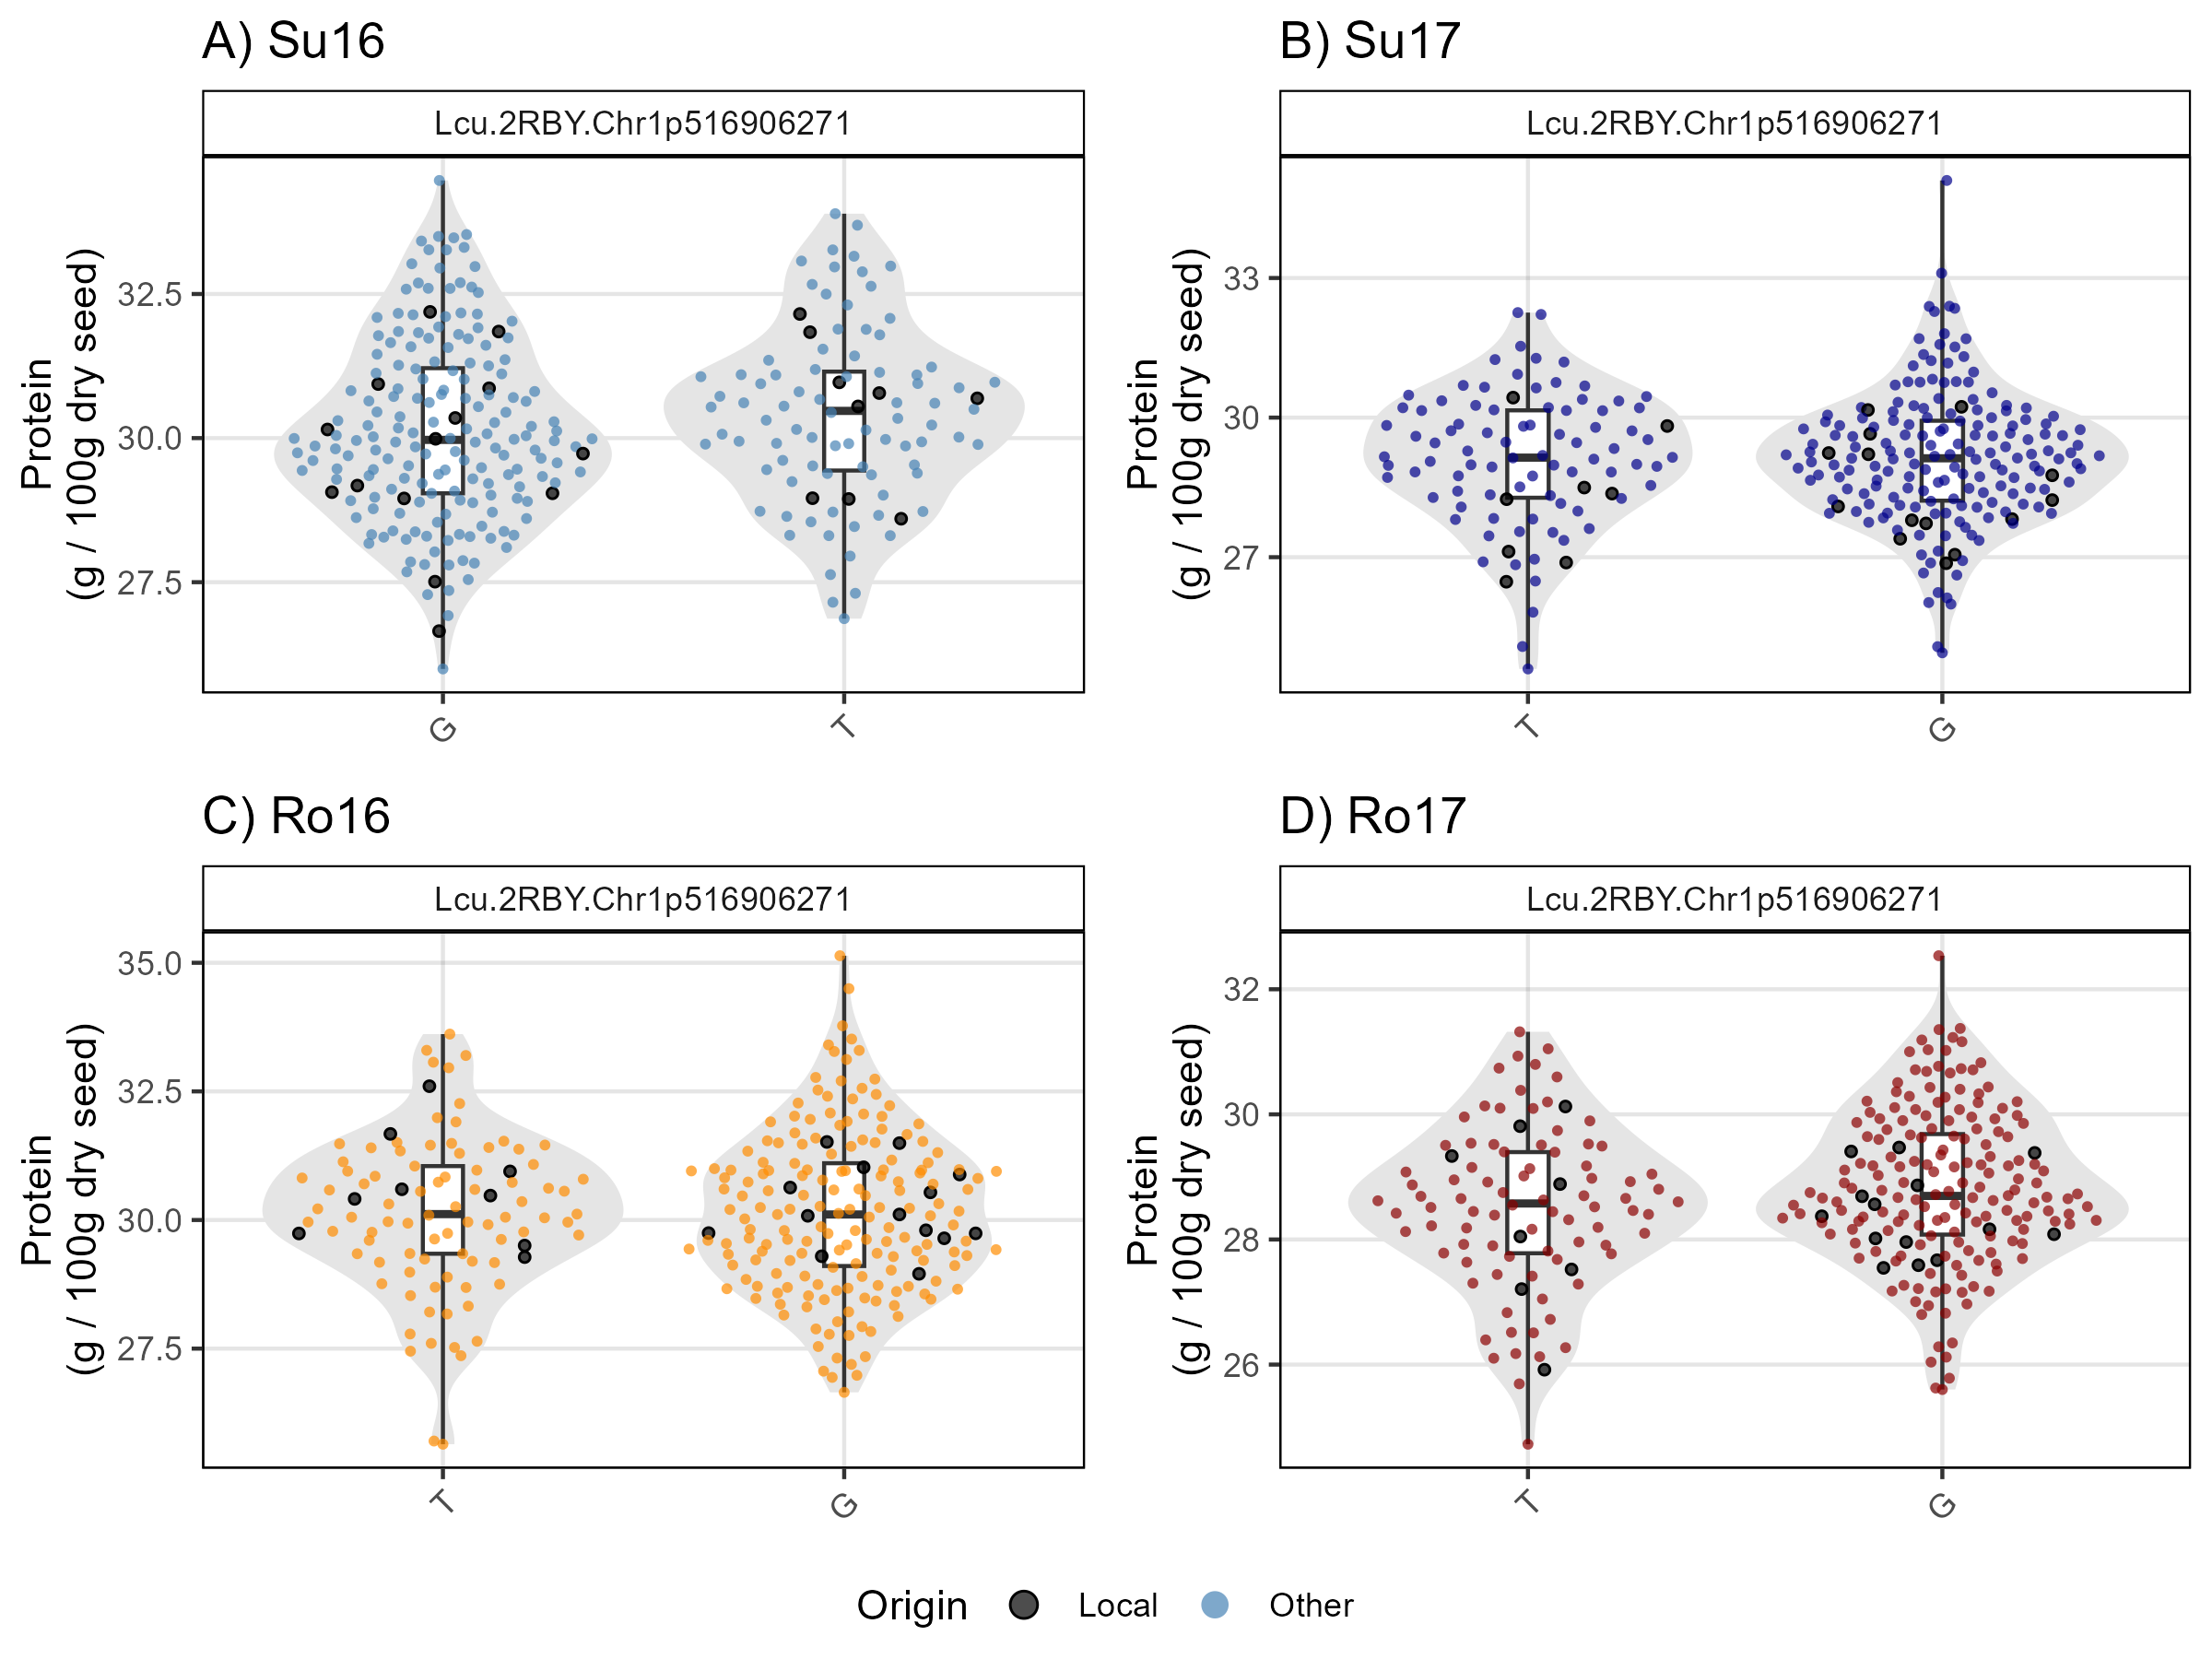 A) Su16
Lcu.2RBY.Chr1p516906271
Protein
(g / 100g dry seed)
32.5
30.0
27.5
G
T
B) Su17
Lcu.2RBY.Chr1p516906271
Protein
(g / 100g dry seed)
33
30
27
T
G
C) Ro16
Lcu.2RBY.Chr1p516906271
Protein
(g / 100g dry seed)
35.0
32.5
30.0
27.5
T
G
D) Ro17
Lcu.2RBY.Chr1p516906271
Protein
(g / 100g dry seed)
32
30
28
26
T
G
Origin Local Other